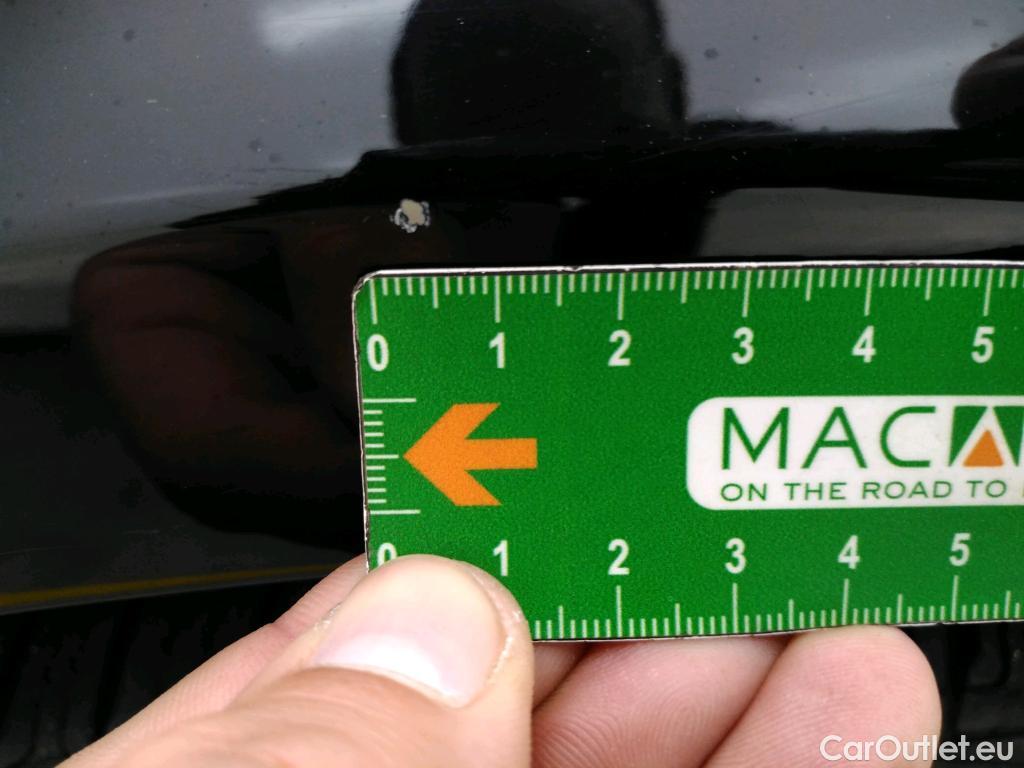 0 1 2 3 4 5
MAC
ON THE ROAD TO
0 1 2 3 4 5
CarOutlet.eu